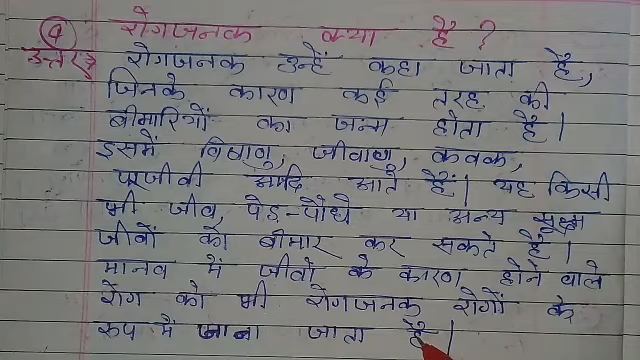 ④ रोगजनक क्या है ?
उत्तर→ रोगजनक उन्हें कहा जाता है,
जिनके कारण कई तरह की
बीमारियों का जन्म होता है।
इसमें विषाणु, जीवाणु, कवक,
परजीवी आदि आते हैं। यह किसी
भी जीव, पेड़-पौधे या अन्य सूक्ष्म
जीवों को बीमार कर सकते हैं।
मानव में जीवों के कारण होने वाले
रोग को भी रोगजनक रोगों के
रूप में जाना जाता है।